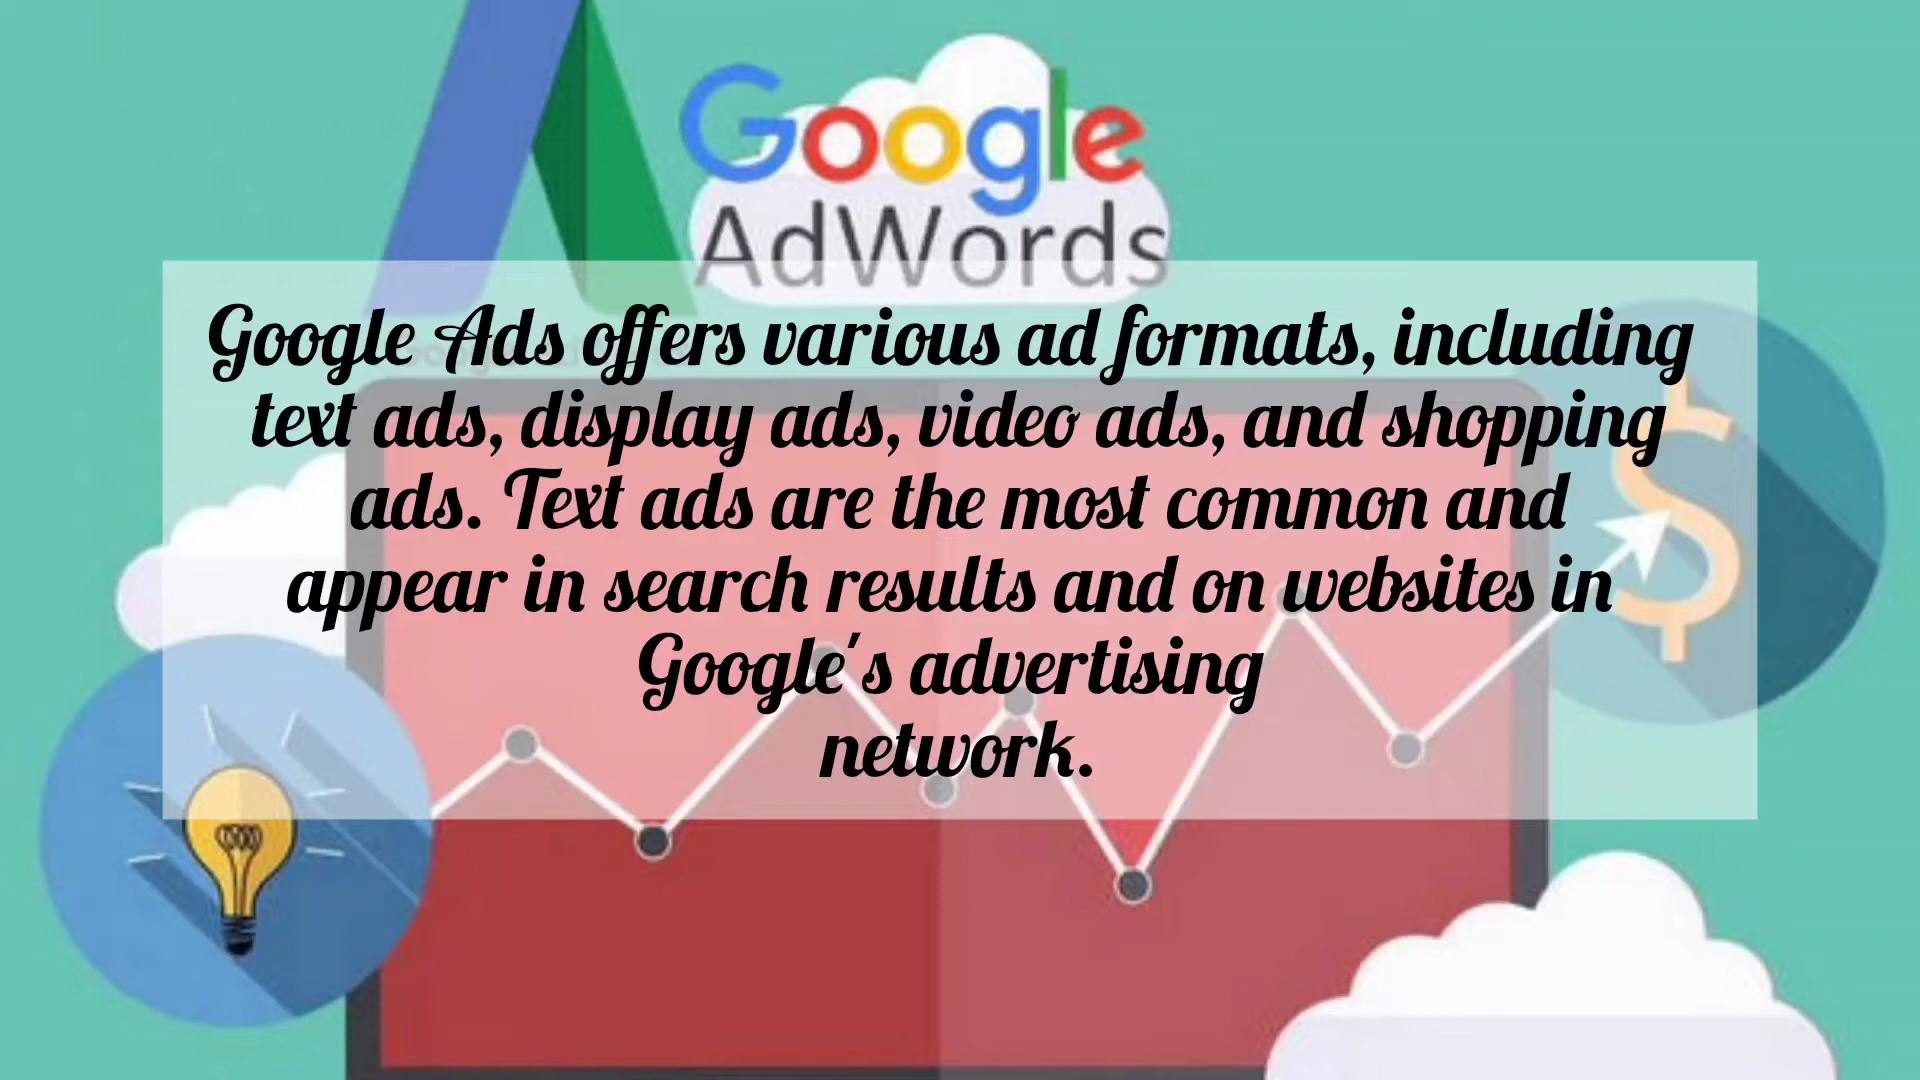 Google
AdWords
Google Ads offers various ad formats, including
text ads, display ads, video ads, and shopping
ads. Text ads are the most common and
appear in search results and on websites in
Google's advertising
network.